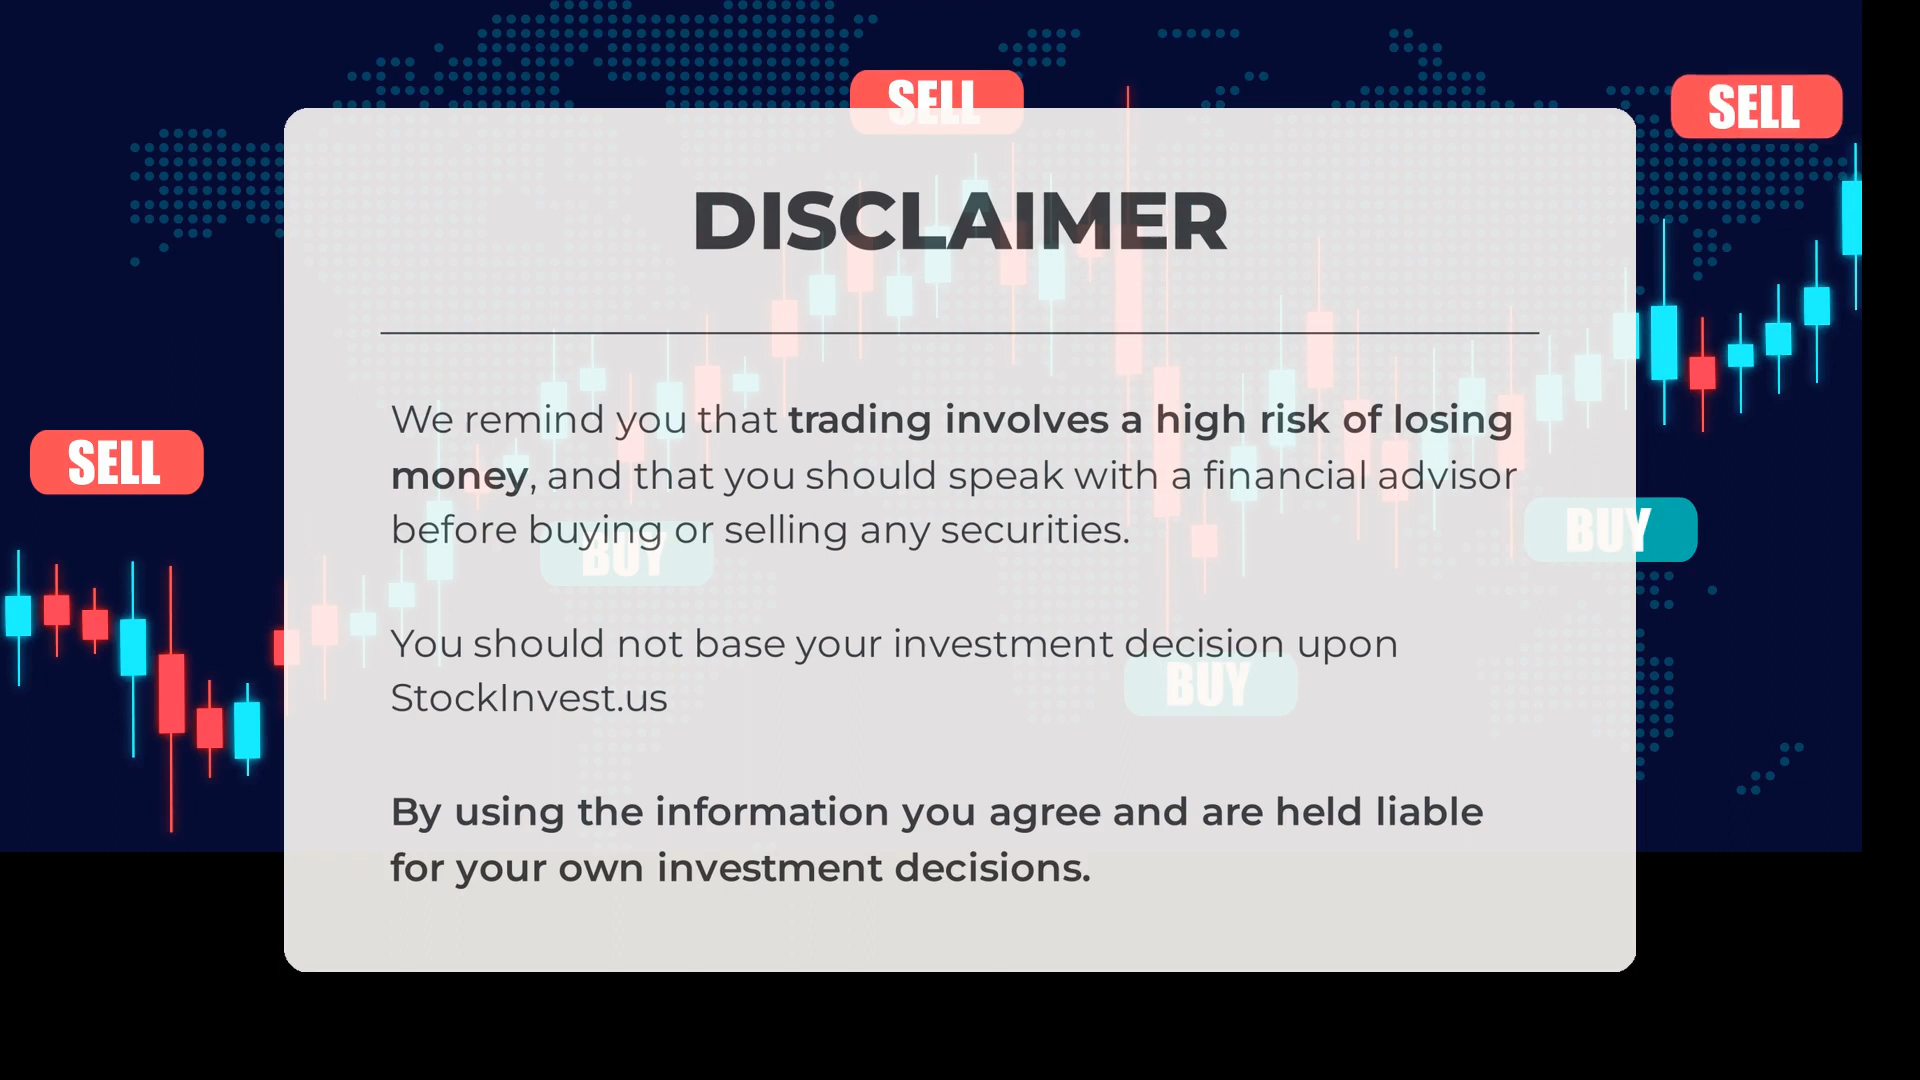 SELL
SELL
DISCLAIMER
We remind you that trading involves a high risk of losing
money, and that you should speak with a financial advisor
before buying or selling any securities.
SELL
BUY
BUY
You should not base your investment decision upon
StockInvest.us
BUY
By using the information you agree and are held liable
for your own investment decisions.